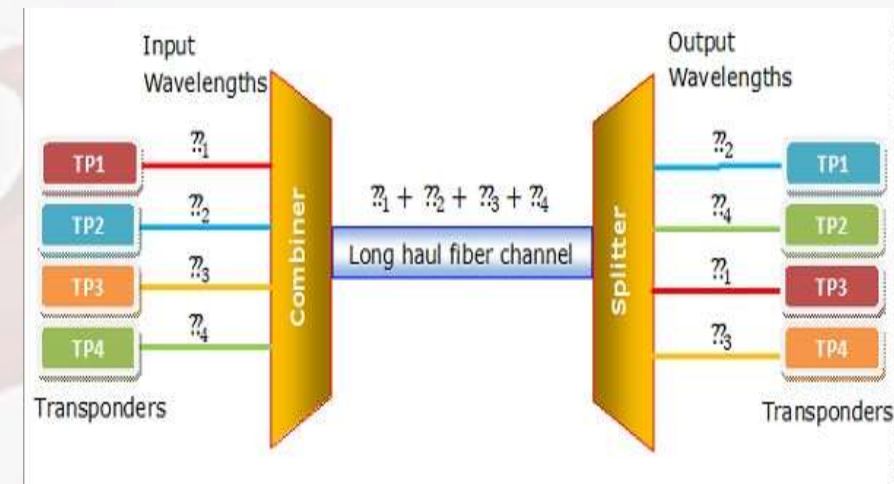 Input
Wavelengths
TP1
??1
TP2
??2
TP3
??3
TP4
??4
Transponders
Combiner
??1 + ??2 + ??3 + ??4
Long haul fiber channel
Splitter
Output
Wavelengths
??2
TP1
??4
TP2
??1
TP3
??3
TP4
Transponders